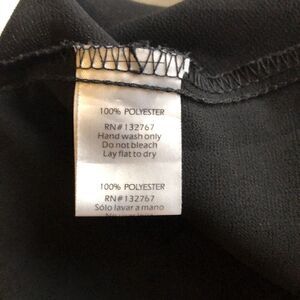 100% POLYESTER
RN#132767
Hand wash only
Do not bleach
Lay flat to dry
100% POLYESTER
RN#132767
Sólo lavar a mano